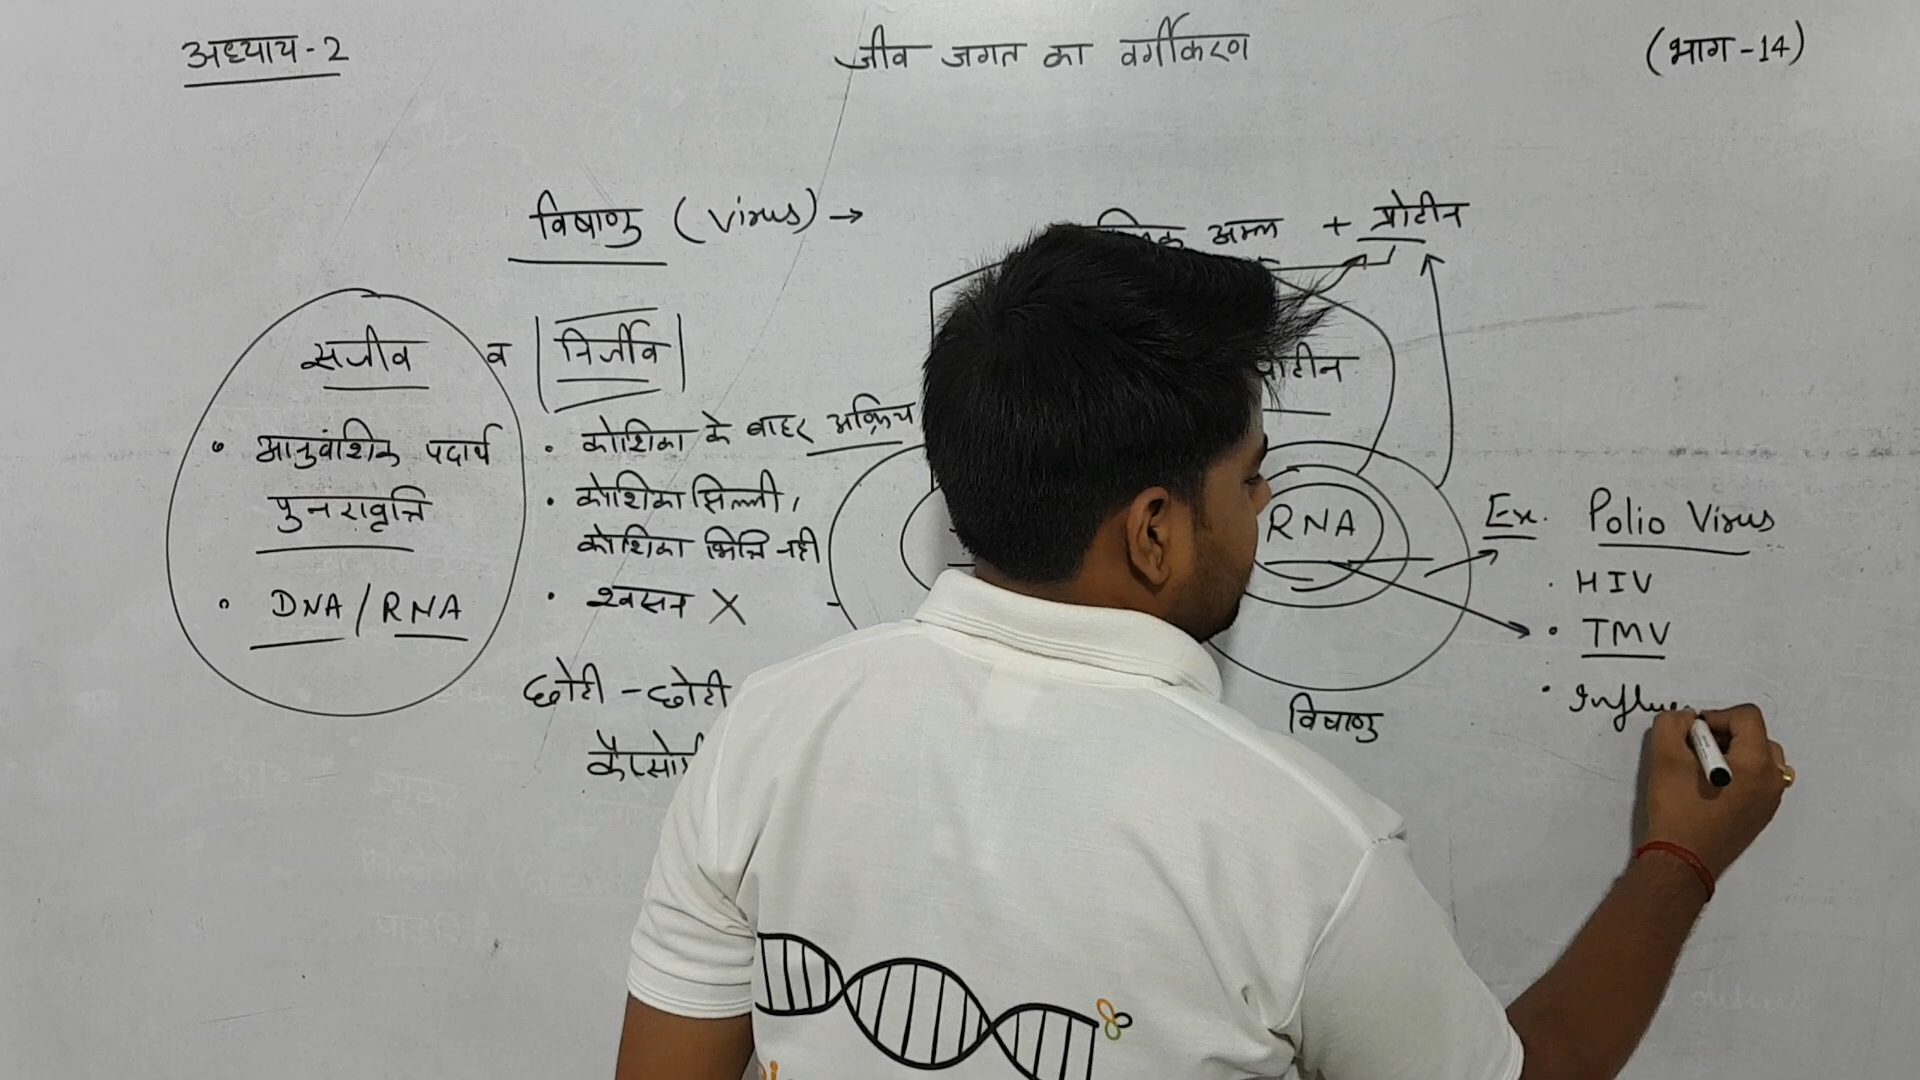 अध्याय-2
जीव जगत का वर्गीकरण
(भाग-14)
विषाणु (Virus) →
अम्ल + प्रोटीन
सजीव व निर्जीव
• आनुवंशिक पदार्थ
पुनरावृत्ति
• DNA / RNA
• कोशिका के बाहर अक्रिय
• कोशिका झिल्ली,
कोशिका भित्ति नही
• श्वसन X
छोटी-छोटी
RNA
विषाणु
Ex. Polio Virus
• HIV
• TMV